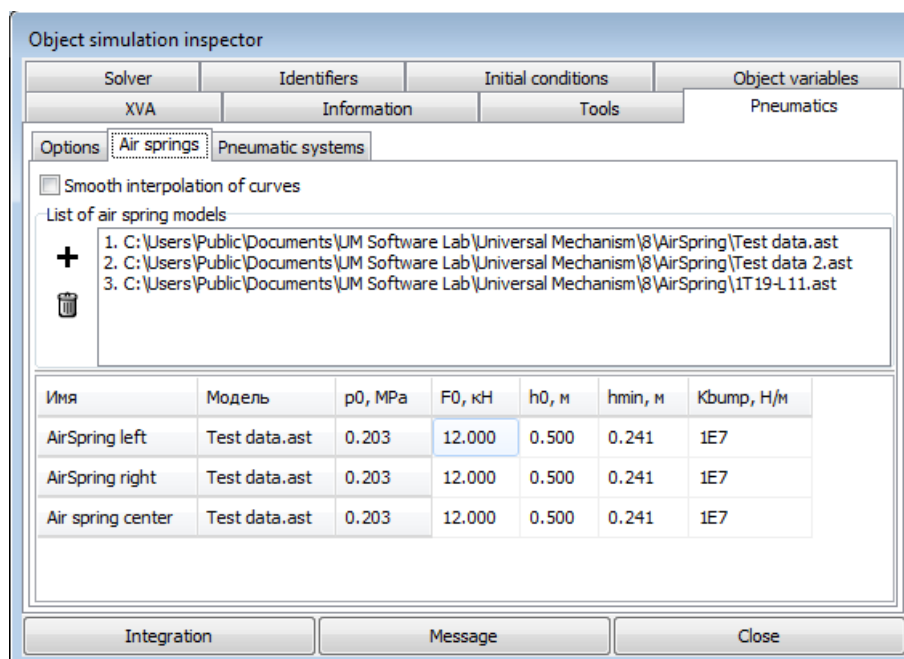 Object simulation inspector
Solver Identifiers Initial conditions Object variables
XVA Information Tools Pneumatics
Options Air springs Pneumatic systems
Smooth interpolation of curves
List of air spring models
1. C:\Users\Public\Documents\UM Software Lab\Universal Mechanism\8\AirSpring\Test data.ast
2. C:\Users\Public\Documents\UM Software Lab\Universal Mechanism\8\AirSpring\Test data 2.ast
3. C:\Users\Public\Documents\UM Software Lab\Universal Mechanism\8\AirSpring\1T19-L11.ast
Имя Модель p0, MPa F0, кН h0, м hmin, м Kbump, Н/м
AirSpring left Test data.ast 0.203 12.000 0.500 0.241 1E7
AirSpring right Test data.ast 0.203 12.000 0.500 0.241 1E7
Air spring center Test data.ast 0.203 12.000 0.500 0.241 1E7
Integration Message Close